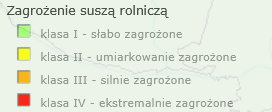 Zagrożenie suszą rolniczą
klasa I - słabo zagrożone
klasa II - umiarkowanie zagrożone
klasa III - silnie zagrożone
klasa IV - ekstremalnie zagrożone